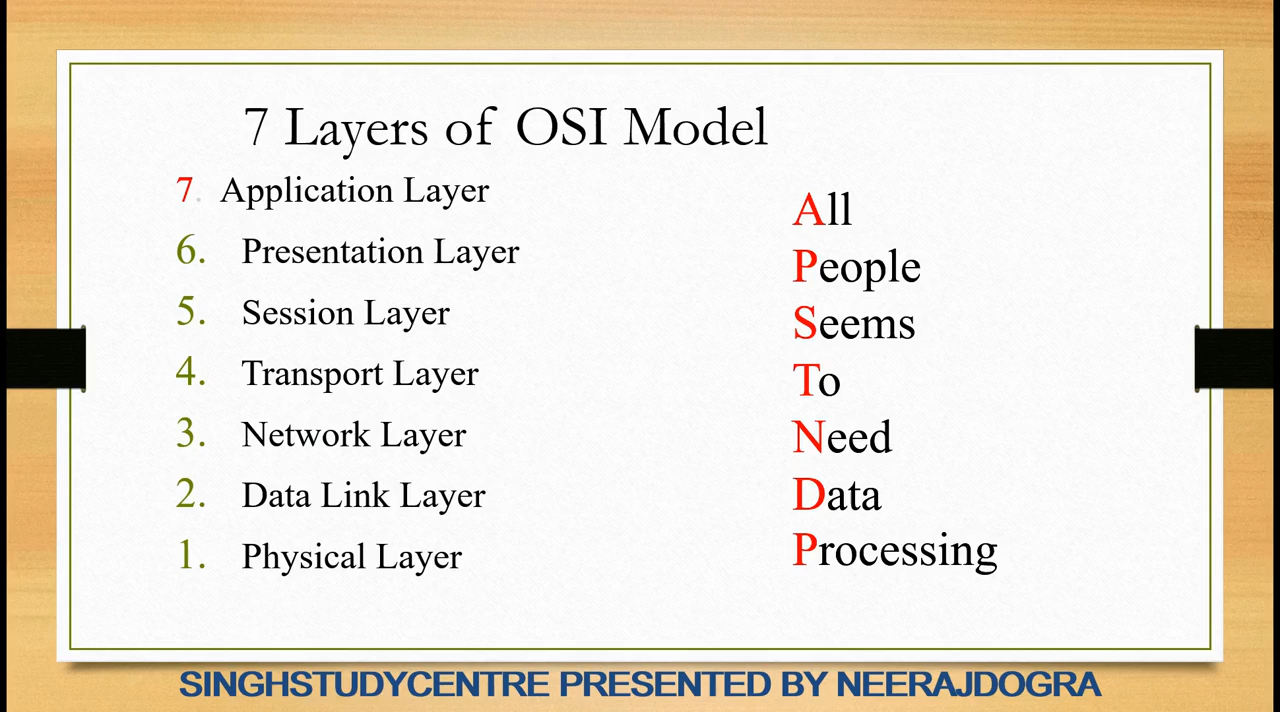 7 Layers of OSI Model
7. Application Layer
6. Presentation Layer
5. Session Layer
4. Transport Layer
3. Network Layer
2. Data Link Layer
1. Physical Layer
All
People
Seems
To
Need
Data
Processing
SINGHSTUDYCENTRE PRESENTED BY NEERAJDOGRA